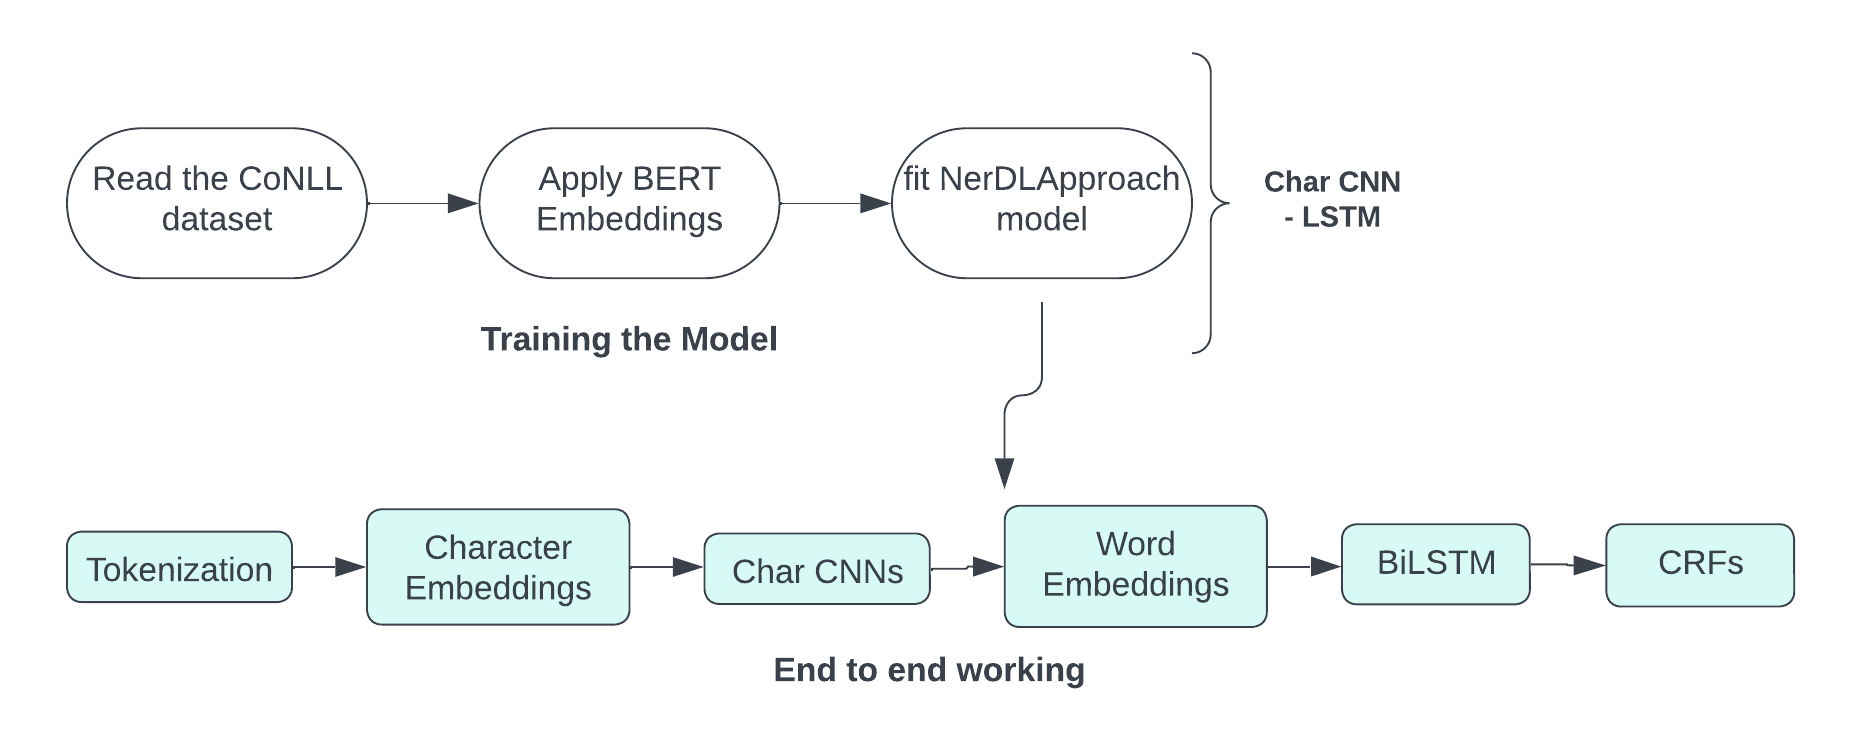 Read the CoNLL
dataset
Apply BERT
Embeddings
fit NerDLApproach
model
Char CNN
- LSTM
Training the Model
Tokenization
Character
Embeddings
Char CNNs
Word
Embeddings
BiLSTM
CRFs
End to end working